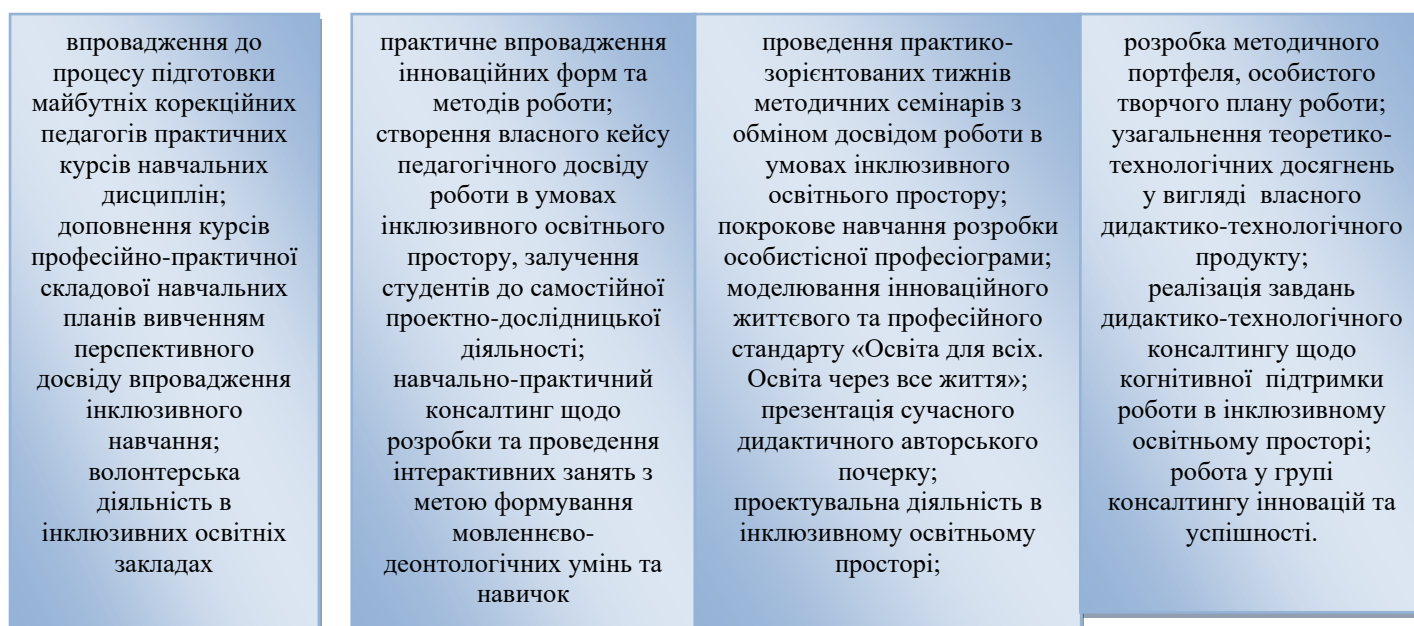 впровадження до
процесу підготовки
майбутніх корекційних
педагогів практичних
курсів навчальних
дисциплін;
доповнення курсів
професійно-практичної
складової навчальних
планів вивченням
перспективного
досвіду впровадження
інклюзивного
навчання;
волонтерська
діяльність в
інклюзивних освітніх
закладах
практичне впровадження
інноваційних форм та
методів роботи;
створення власного кейсу
педагогічного досвіду
роботи в умовах
інклюзивного освітнього
простору, залучення
студентів до самостійної
проектно-дослідницької
діяльності;
навчально-практичний
консалтинг щодо
розробки та проведення
інтерактивних занять з
метою формування
мовленнєво-
деонтологічних умінь та
навичок
проведення практико-
зорієнтованих тижнів
методичних семінарів з
обміном досвідом роботи в
умовах інклюзивного
освітнього простору;
покрокове навчання розробки
особистісної професіограми;
моделювання інноваційного
життєвого та професійного
стандарту «Освіта для всіх.
Освіта через все життя»;
презентація сучасного
дидактичного авторського
почерку;
проектувальна діяльність в
інклюзивному освітньому
просторі;
розробка методичного
портфеля, особистого
творчого плану роботи;
узагальнення теоретико-
технологічних досягнень
у вигляді власного
дидактико-технологічного
продукту;
реалізація завдань
дидактико-технологічного
консалтингу щодо
когнітивної підтримки
роботи в інклюзивному
освітньому просторі;
робота у групі
консалтингу інновацій та
успішності.